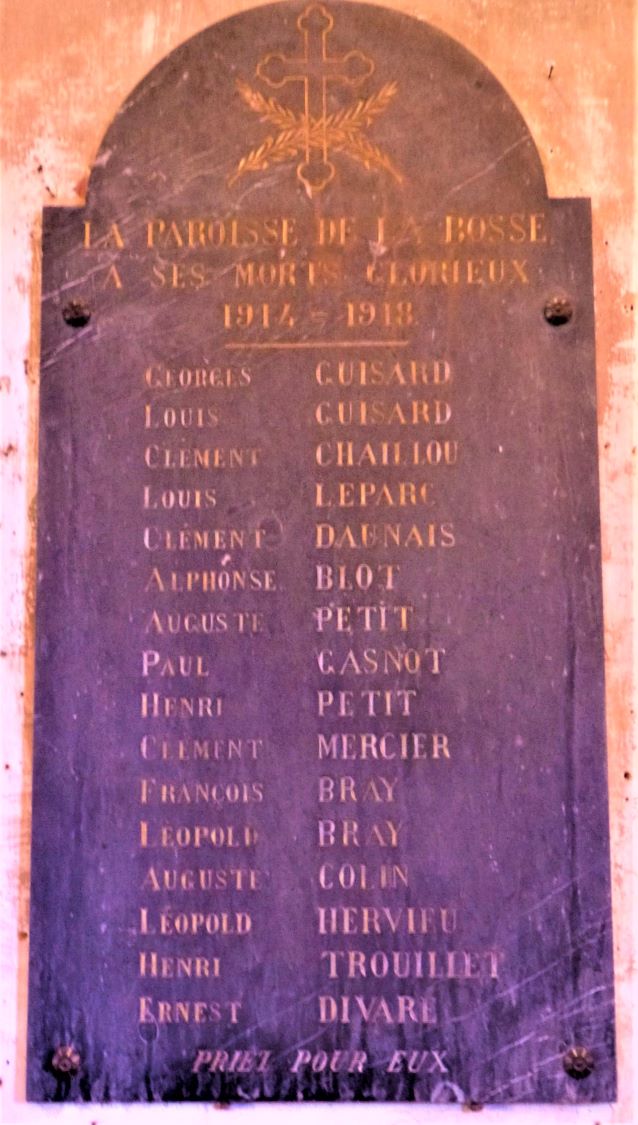 LA PAROISSE DE LA BOSSE
A SES MORTS GLORIEUX
1914 - 1918
GEORGES GUISARD
LOUIS GUISARD
CLÉMENT CHAILLOU
LOUIS LEPARC
CLÉMENT DAUNAIS
ALPHONSE BLOT
AUGUSTE PETIT
PAUL GASNOT
HENRI PETIT
CLÉMENT MERCIER
FRANÇOIS BRAY
LÉOPOLD BRAY
AUGUSTE COLIN
LÉOPOLD HERVIEU
HENRI TROUILLET
ERNEST DIVARÉ
PRIEZ POUR EUX